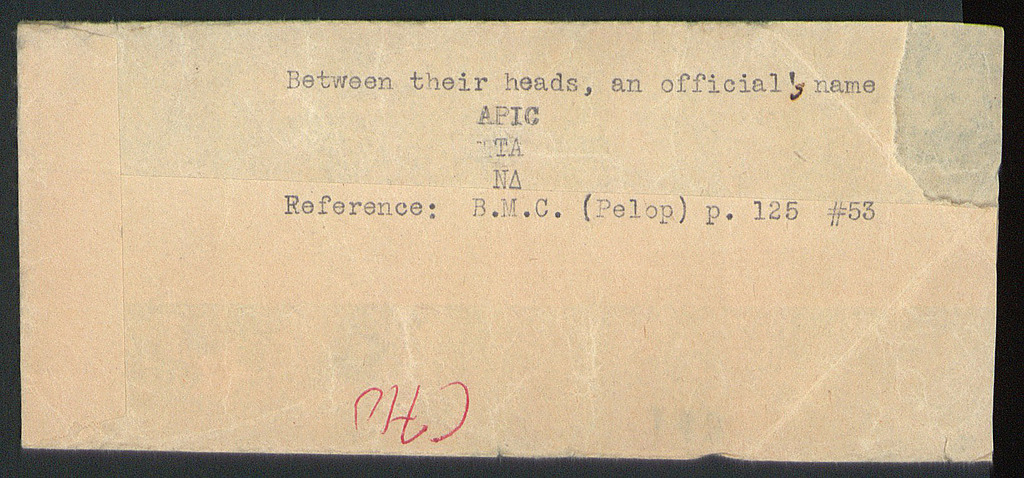 Between their heads, an official's name
APIC
TA
NΔ
Reference: B.M.C. (Pelop) p. 125 #53